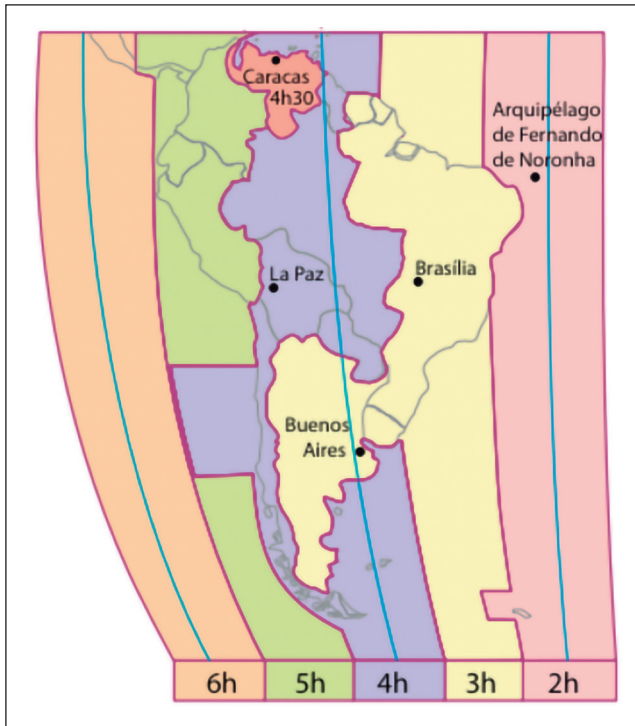 Caracas
4h30
Arquipélago
de Fernando
de Noronha
La Paz
Brasília
Buenos
Aires
6h
5h
4h
3h
2h